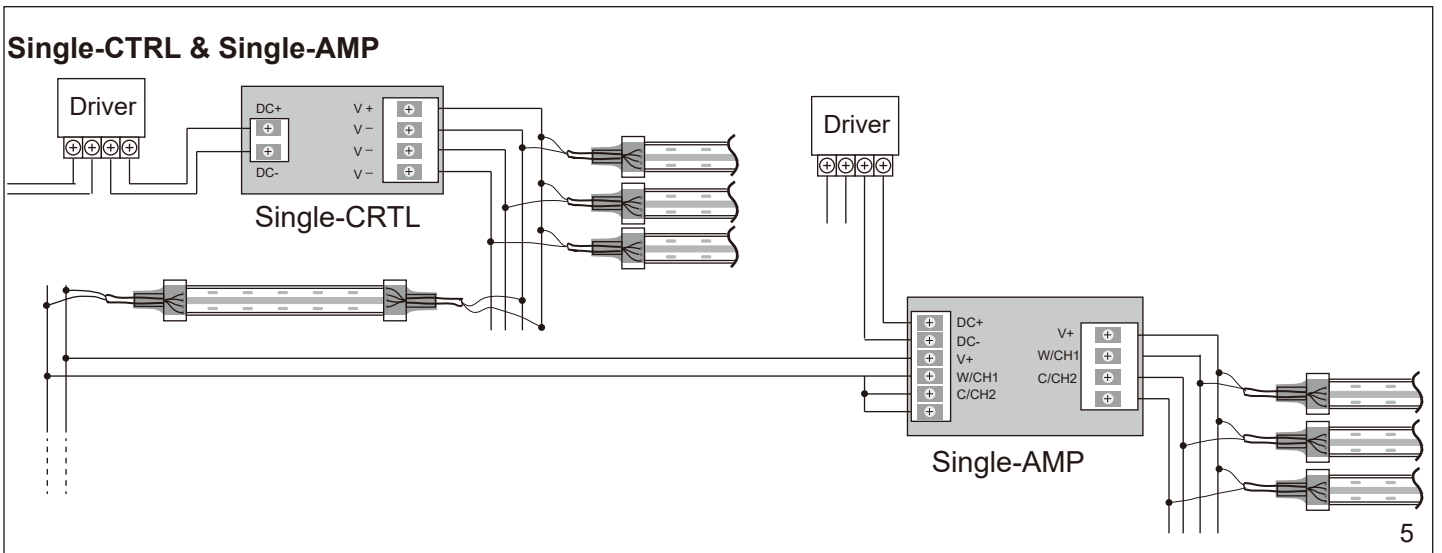 Single-CTRL & Single-AMP
Driver
DC+
DC-
V +
V –
V –
V –
Single-CRTL
Driver
DC+
DC-
V+
W/CH1
C/CH2
V+
W/CH1
C/CH2
Single-AMP
5